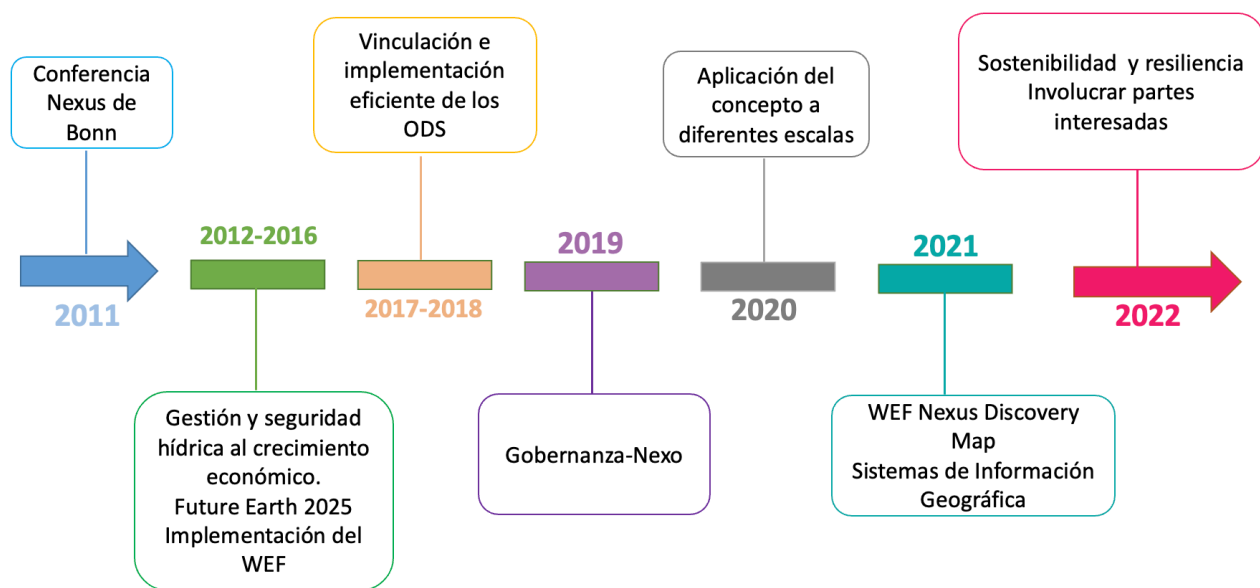 Conferencia
Nexus de
Bonn
2011
2012-2016
Gestión y seguridad
hídrica al crecimiento
económico.
Future Earth 2025
Implementación del
WEF
Vinculación e
implementación
eficiente de los
ODS
2017-2018
2019
Gobernanza-Nexo
Aplicación del
concepto a
diferentes escalas
2020
2021
WEF Nexus Discovery
Map
Sistemas de Información
Geográfica
Sostenibilidad y resiliencia
Involucrar partes
interesadas
2022